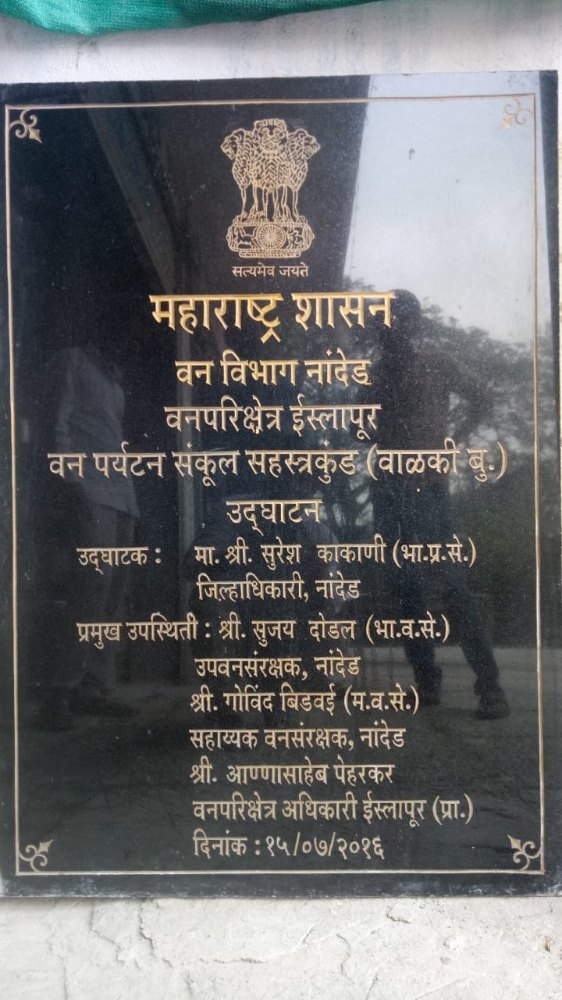 सत्यमेव जयते
महाराष्ट्र शासन
वन विभाग नांदेड
वनपरिक्षेत्र ईस्लापूर
वन पर्यटन संकूल सहस्त्रकुंड (वाळकी बु.)
उद्‌घाटन
उद्‌घाटक : मा. श्री. सुरेश काकाणी (भा.प्र.से.)
जिल्हाधिकारी, नांदेड
प्रमुख उपस्थिती : श्री. सुजय दोडल (भा.व.से.)
उपवनसंरक्षक, नांदेड
श्री. गोविंद बिडवई (म.व.से.)
सहाय्यक वनसंरक्षक, नांदेड
श्री. आण्णासाहेब पेहरकर
वनपरिक्षेत्र अधिकारी ईस्लापूर (प्रा.)
दिनांक : १५/०७/२०१६